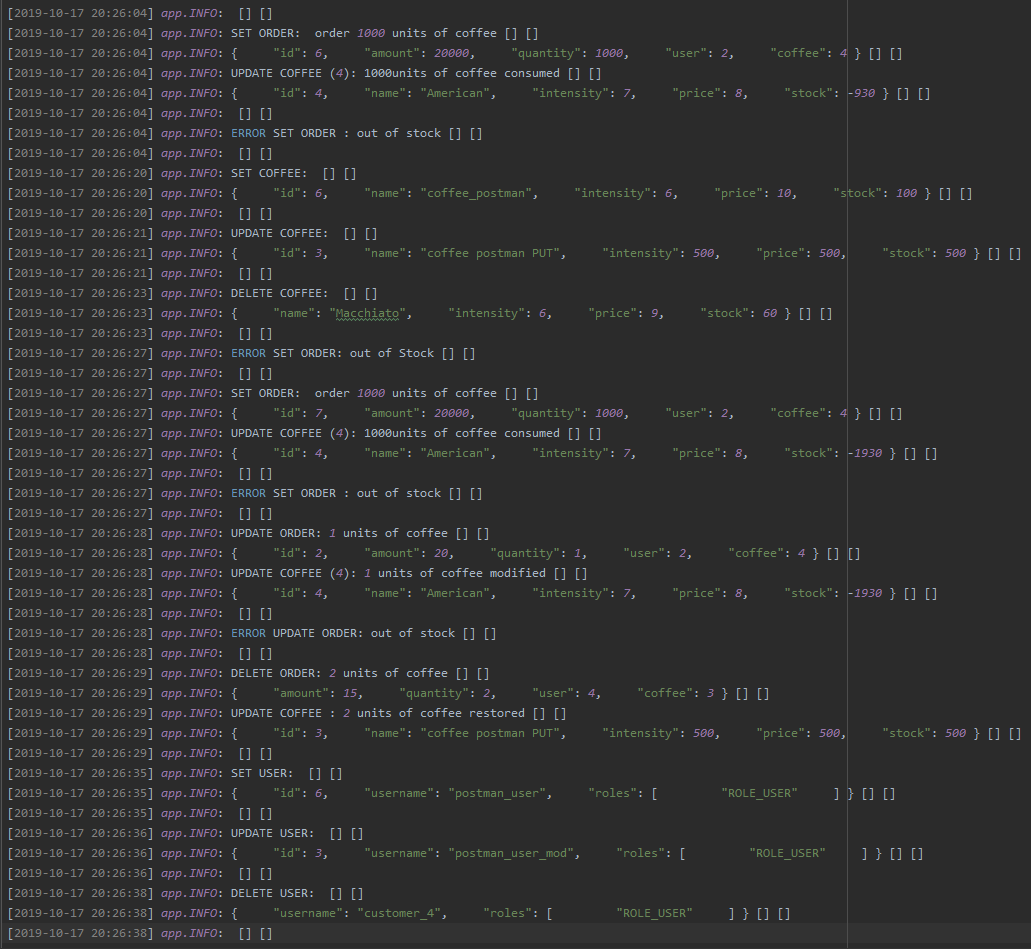 [2019-10-17 20:26:04] app.INFO:  [] []
[2019-10-17 20:26:04] app.INFO: SET ORDER:  order 1000 units of coffee [] []
[2019-10-17 20:26:04] app.INFO: {     "id": 6,     "amount": 20000,     "quantity": 1000,     "user": 2,     "coffee": 4 } [] []
[2019-10-17 20:26:04] app.INFO: UPDATE COFFEE (4): 1000units of coffee consumed [] []
[2019-10-17 20:26:04] app.INFO: {     "id": 4,     "name": "American",     "intensity": 7,     "price": 8,     "stock": -930 } [] []
[2019-10-17 20:26:04] app.INFO:  [] []
[2019-10-17 20:26:04] app.INFO: ERROR SET ORDER : out of stock [] []
[2019-10-17 20:26:04] app.INFO:  [] []
[2019-10-17 20:26:20] app.INFO: SET COFFEE:  [] []
[2019-10-17 20:26:20] app.INFO: {     "id": 6,     "name": "coffee_postman",     "intensity": 6,     "price": 10,     "stock": 100 } [] []
[2019-10-17 20:26:20] app.INFO:  [] []
[2019-10-17 20:26:21] app.INFO: UPDATE COFFEE:  [] []
[2019-10-17 20:26:21] app.INFO: {     "id": 3,     "name": "coffee postman PUT",     "intensity": 500,     "price": 500,     "stock": 500 } [] []
[2019-10-17 20:26:21] app.INFO:  [] []
[2019-10-17 20:26:23] app.INFO: DELETE COFFEE:  [] []
[2019-10-17 20:26:23] app.INFO: {     "name": "Macchiato",     "intensity": 6,     "price": 9,     "stock": 60 } [] []
[2019-10-17 20:26:23] app.INFO:  [] []
[2019-10-17 20:26:27] app.INFO: ERROR SET ORDER: out of Stock [] []
[2019-10-17 20:26:27] app.INFO:  [] []
[2019-10-17 20:26:27] app.INFO: SET ORDER:  order 1000 units of coffee [] []
[2019-10-17 20:26:27] app.INFO: {     "id": 7,     "amount": 20000,     "quantity": 1000,     "user": 2,     "coffee": 4 } [] []
[2019-10-17 20:26:27] app.INFO: UPDATE COFFEE (4): 1000units of coffee consumed [] []
[2019-10-17 20:26:27] app.INFO: {     "id": 4,     "name": "American",     "intensity": 7,     "price": 8,     "stock": -1930 } [] []
[2019-10-17 20:26:27] app.INFO:  [] []
[2019-10-17 20:26:27] app.INFO: ERROR SET ORDER : out of stock [] []
[2019-10-17 20:26:27] app.INFO:  [] []
[2019-10-17 20:26:28] app.INFO: UPDATE ORDER: 1 units of coffee [] []
[2019-10-17 20:26:28] app.INFO: {     "id": 2,     "amount": 20,     "quantity": 1,     "user": 2,     "coffee": 4 } [] []
[2019-10-17 20:26:28] app.INFO: UPDATE COFFEE (4): 1 units of coffee modified [] []
[2019-10-17 20:26:28] app.INFO: {     "id": 4,     "name": "American",     "intensity": 7,     "price": 8,     "stock": -1930 } [] []
[2019-10-17 20:26:28] app.INFO:  [] []
[2019-10-17 20:26:28] app.INFO: ERROR UPDATE ORDER: out of stock [] []
[2019-10-17 20:26:28] app.INFO:  [] []
[2019-10-17 20:26:29] app.INFO: DELETE ORDER: 2 units of coffee [] []
[2019-10-17 20:26:29] app.INFO: {     "amount": 15,     "quantity": 2,     "user": 4,     "coffee": 3 } [] []
[2019-10-17 20:26:29] app.INFO: UPDATE COFFEE : 2 units of coffee restored [] []
[2019-10-17 20:26:29] app.INFO: {     "id": 3,     "name": "coffee postman PUT",     "intensity": 500,     "price": 500,     "stock": 500 } [] []
[2019-10-17 20:26:29] app.INFO:  [] []
[2019-10-17 20:26:35] app.INFO: SET USER:  [] []
[2019-10-17 20:26:35] app.INFO: {     "id": 6,     "username": "postman_user",     "roles": [         "ROLE_USER"     ] } [] []
[2019-10-17 20:26:35] app.INFO:  [] []
[2019-10-17 20:26:36] app.INFO: UPDATE USER:  [] []
[2019-10-17 20:26:36] app.INFO: {     "id": 3,     "username": "postman_user_mod",     "roles": [         "ROLE_USER"     ] } [] []
[2019-10-17 20:26:36] app.INFO:  [] []
[2019-10-17 20:26:38] app.INFO: DELETE USER:  [] []
[2019-10-17 20:26:38] app.INFO: {     "username": "customer_4",     "roles": [         "ROLE_USER"     ] } [] []
[2019-10-17 20:26:38] app.INFO:  [] []